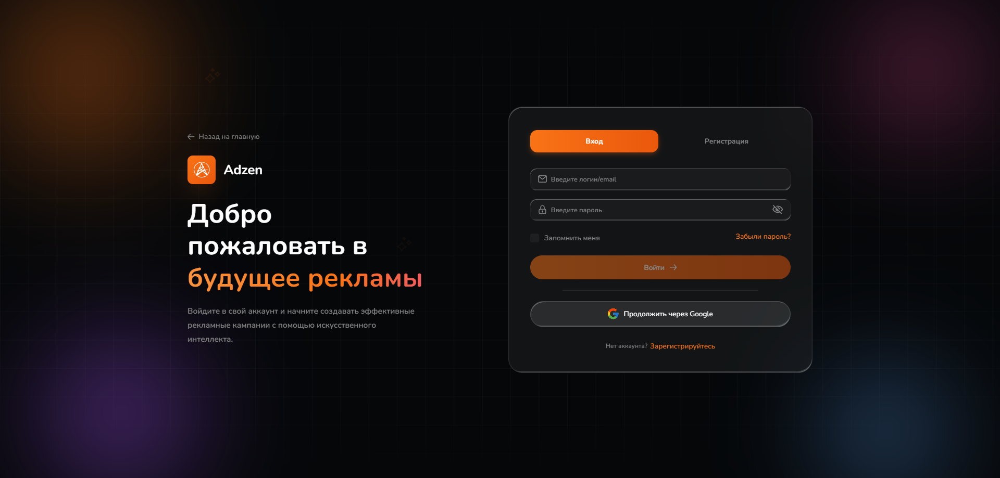 Назад на главную
Adzen
Добро
пожаловать в
будущее рекламы
Войдите в свой аккаунт и начните создавать эффективные
рекламные кампании с помощью искусственного
интеллекта.
Вход
Регистрация
Введите логин/email
Введите пароль
Запомнить меня
Забыли пароль?
Войти
Продолжить через Google
Нет аккаунта? Зарегистрируйтесь